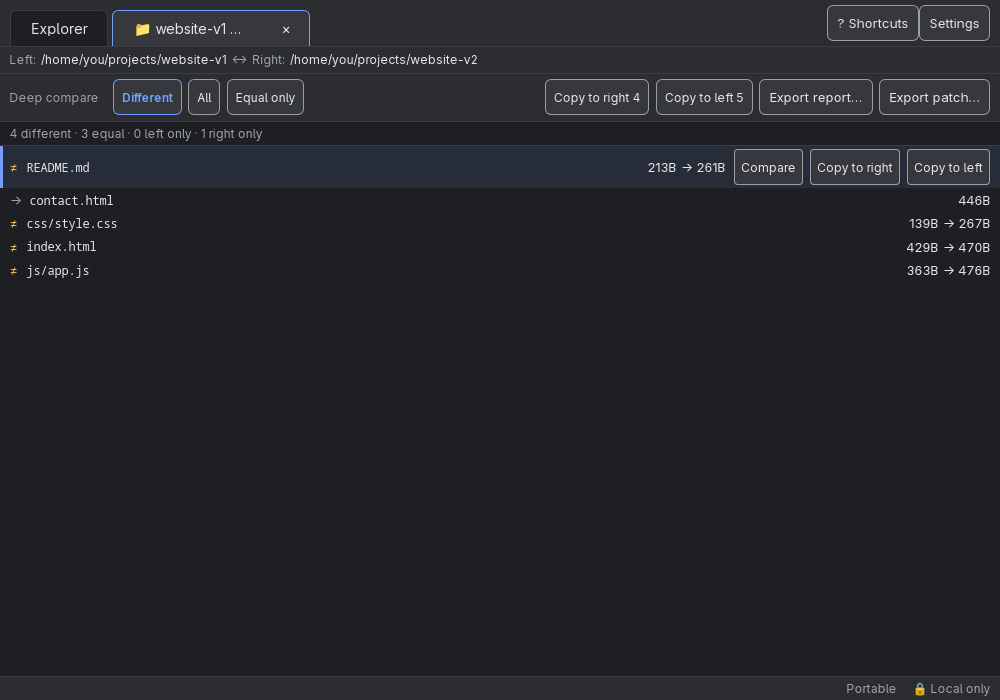 Explorer
📁 website-v1 … ×
? Shortcuts
Settings
Left: /home/you/projects/website-v1 ↔ Right: /home/you/projects/website-v2
Deep compare
Different
All
Equal only
Copy to right 4
Copy to left 5
Export report…
Export patch…
4 different · 3 equal · 0 left only · 1 right only
≠ README.md 213B → 261B Compare Copy to right Copy to left
→ contact.html 446B
≠ css/style.css 139B → 267B
≠ index.html 429B → 470B
≠ js/app.js 363B → 476B
Portable 🔒 Local only